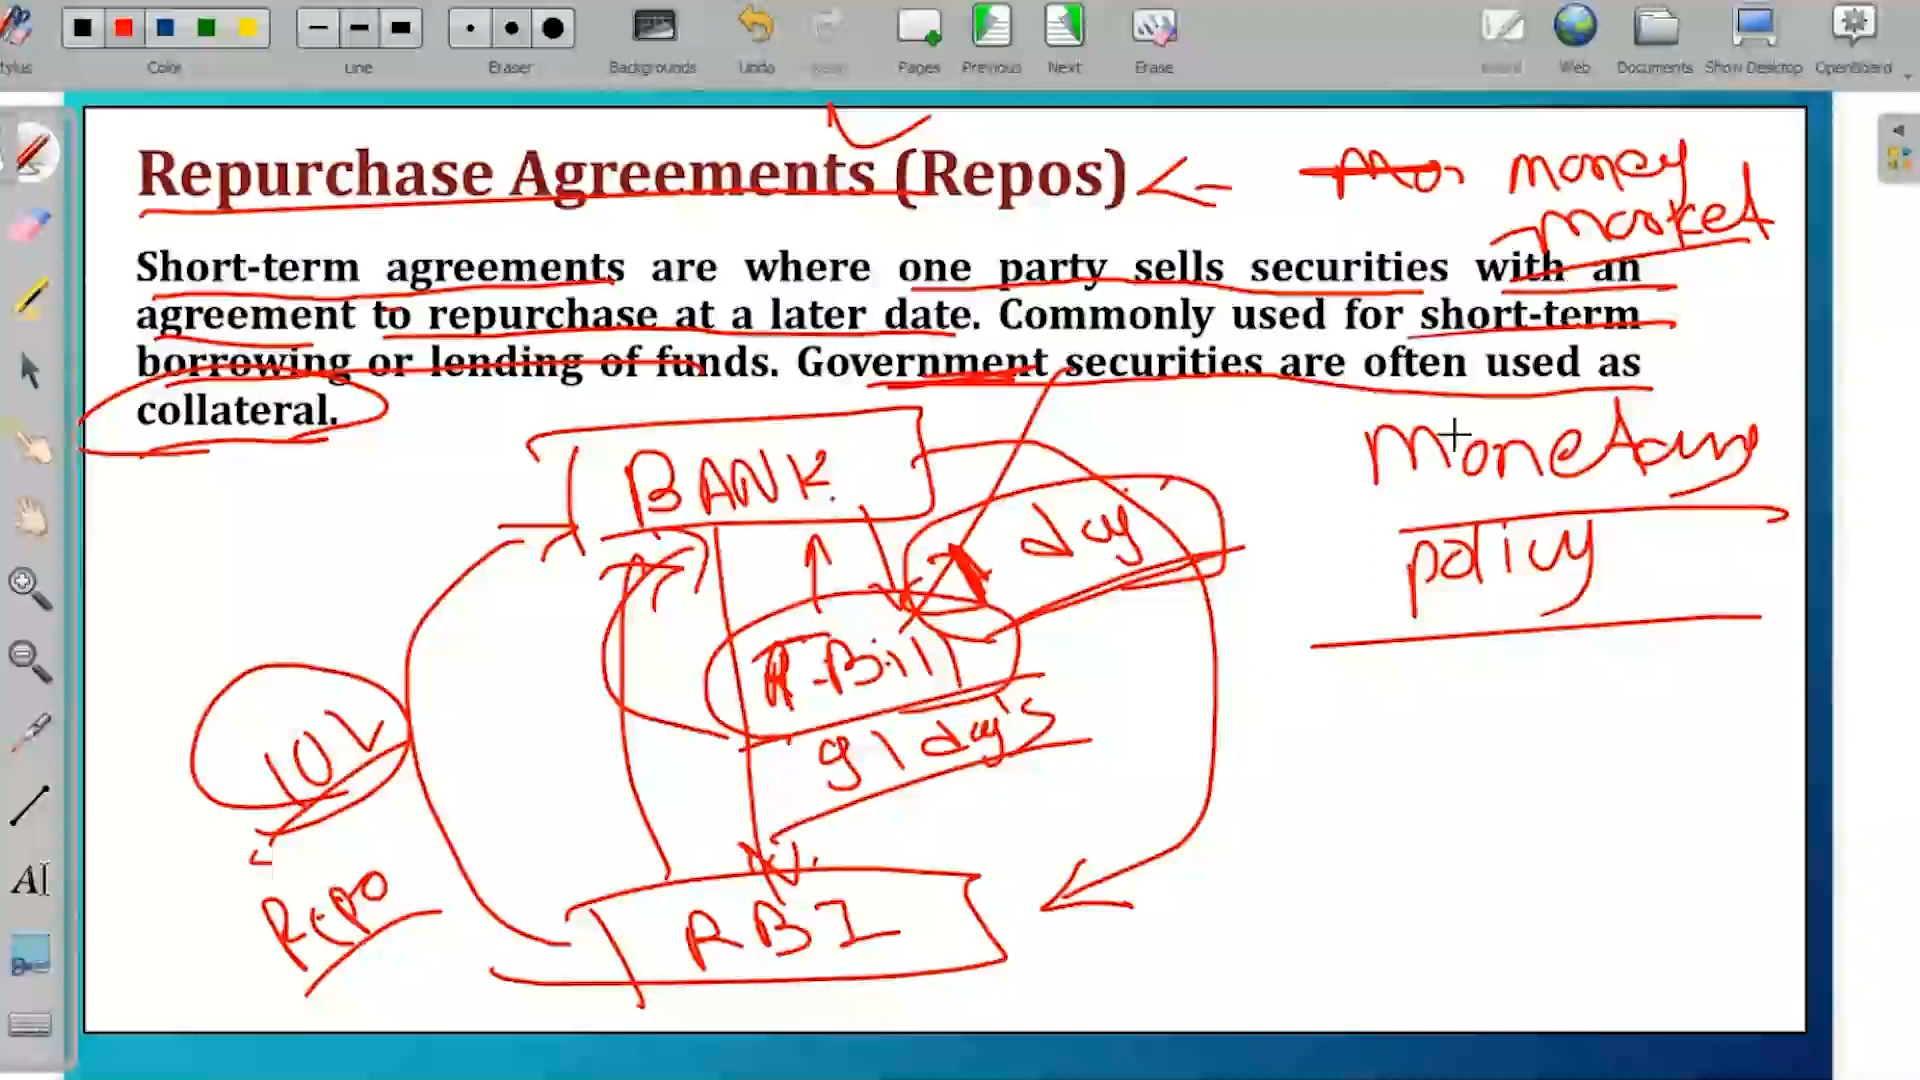 Color Line Eraser Backgrounds Undo Pages Previous Next Erase Web Documents Show Desktop OpenBoard
Repurchase Agreements (Repos)
money
market
Short-term agreements are where one party sells securities with an
agreement to repurchase at a later date. Commonly used for short-term
borrowing or lending of funds. Government securities are often used as
collateral.
Monetary
policy
BANK
day
T-Bill
91 days
10L
Repo
RBI